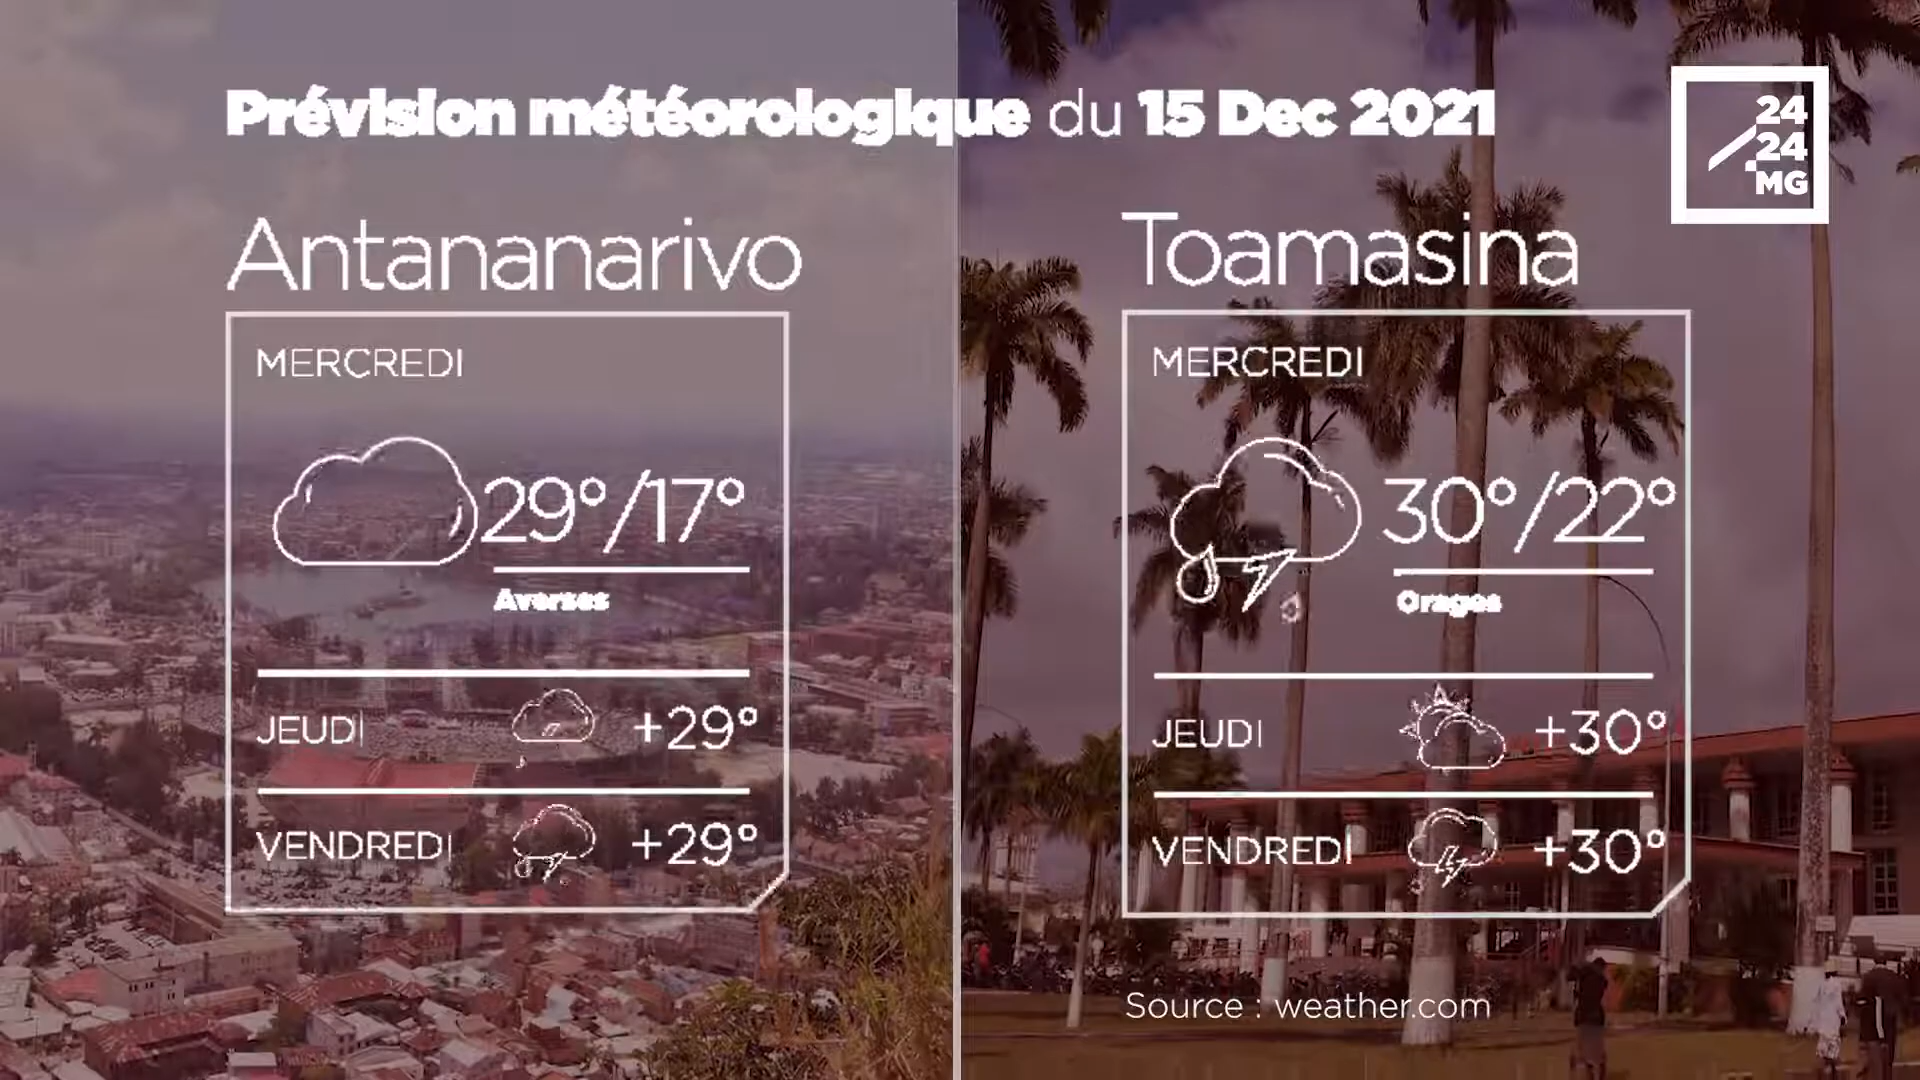 Prévision météorologique du 15 Dec 2021
24
24
MG
Antananarivo
MERCREDI
29°/17°
Averses
JEUDI +29°
VENDREDI +29°
Toamasina
MERCREDI
30°/22°
Orages
JEUDI +30°
VENDREDI +30°
Source : weather.com